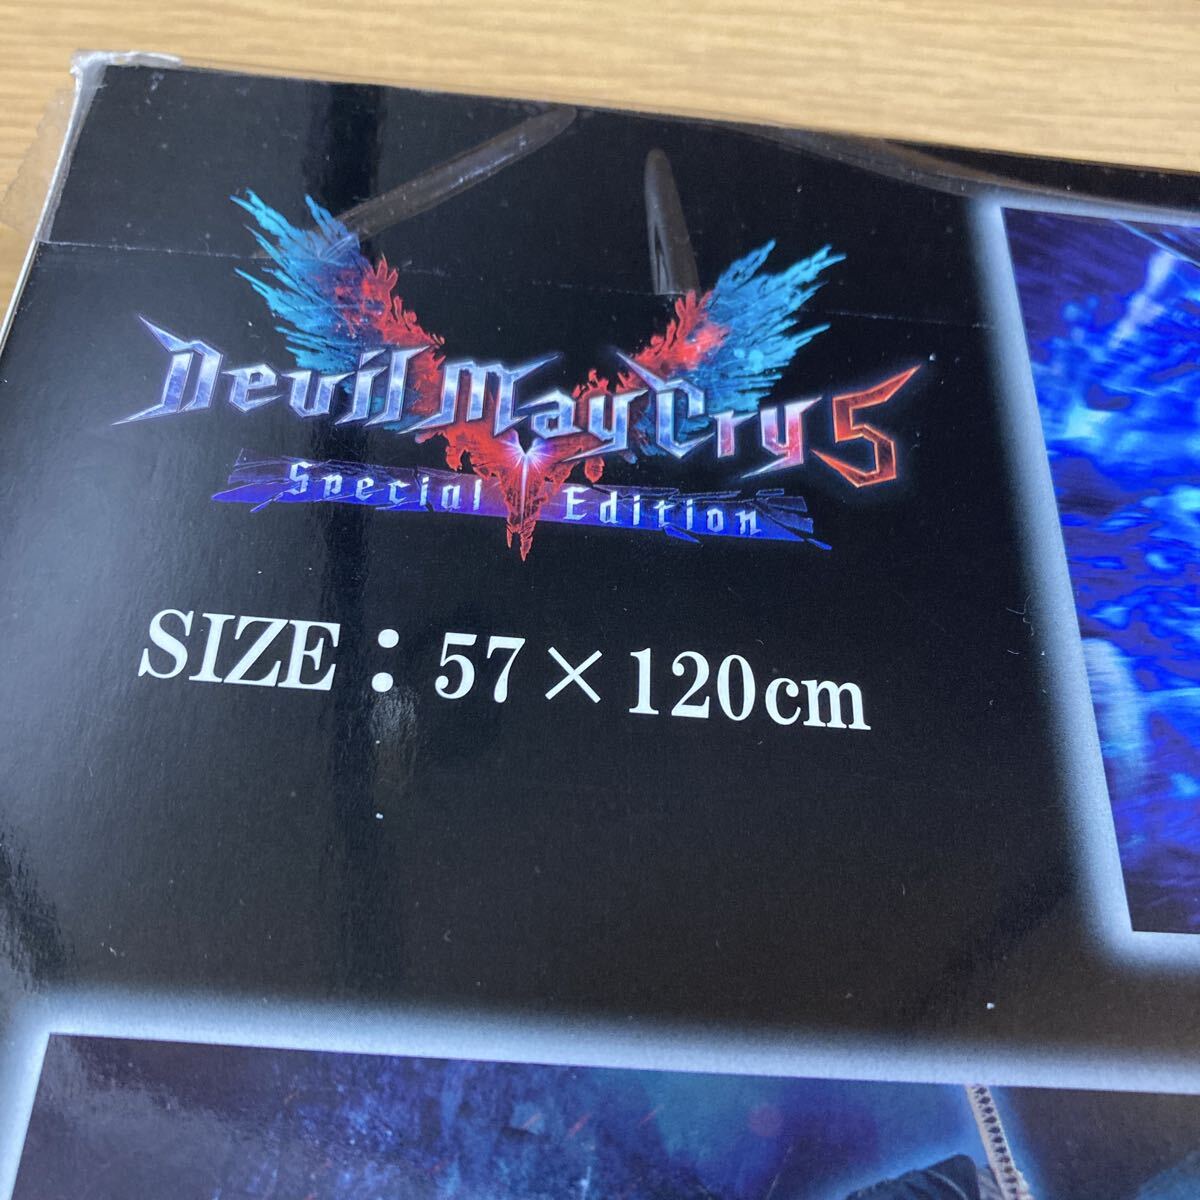 Devil May Cry 5
Special Edition
SIZE：57×120cm